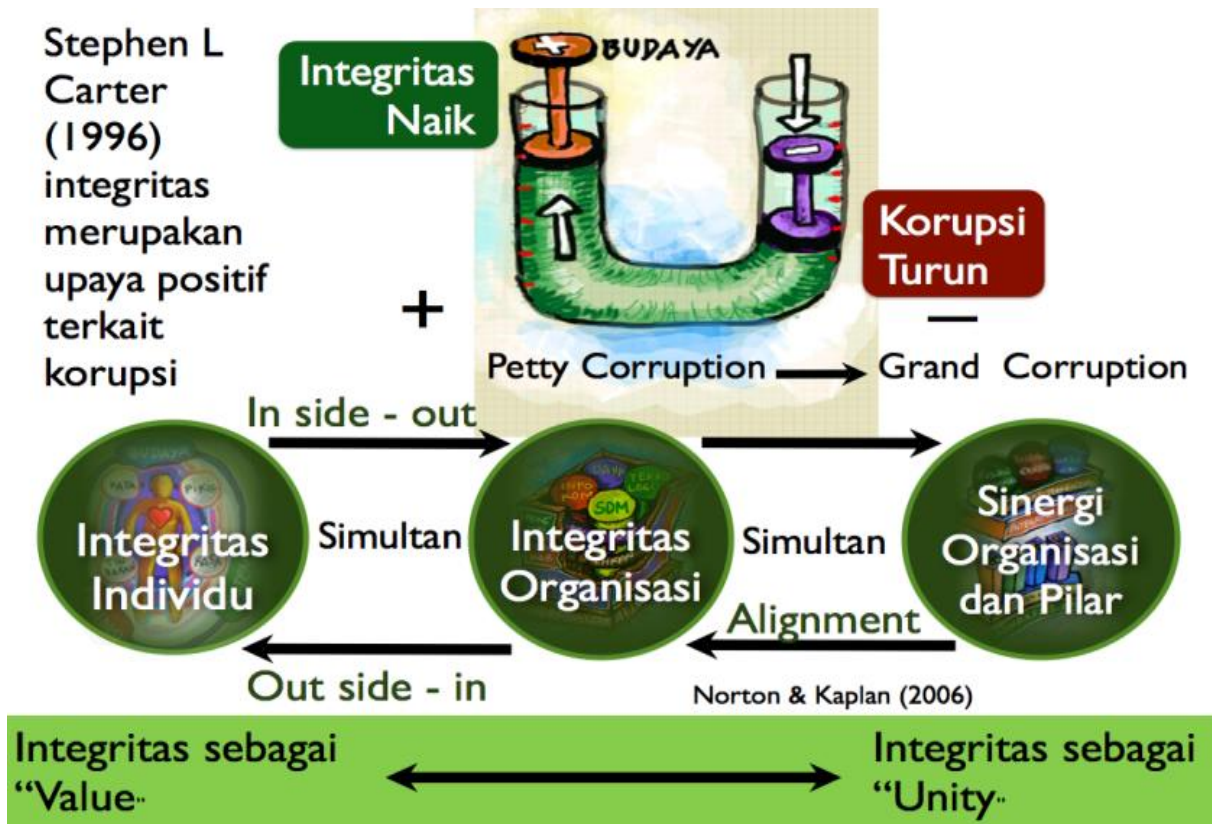 Stephen L
Carter
(1996)
integritas
merupakan
upaya positif
terkait
korupsi
Integritas
Naik
BUDAYA
Korupsi
Turun
+
−
Petty Corruption
Grand Corruption
In side - out
Integritas
Individu
Simultan
SDM
Integritas
Organisasi
Simultan
Sinergi
Organisasi
dan Pilar
Alignment
Out side - in
Norton & Kaplan (2006)
Integritas sebagai
“Value”
Integritas sebagai
“Unity”